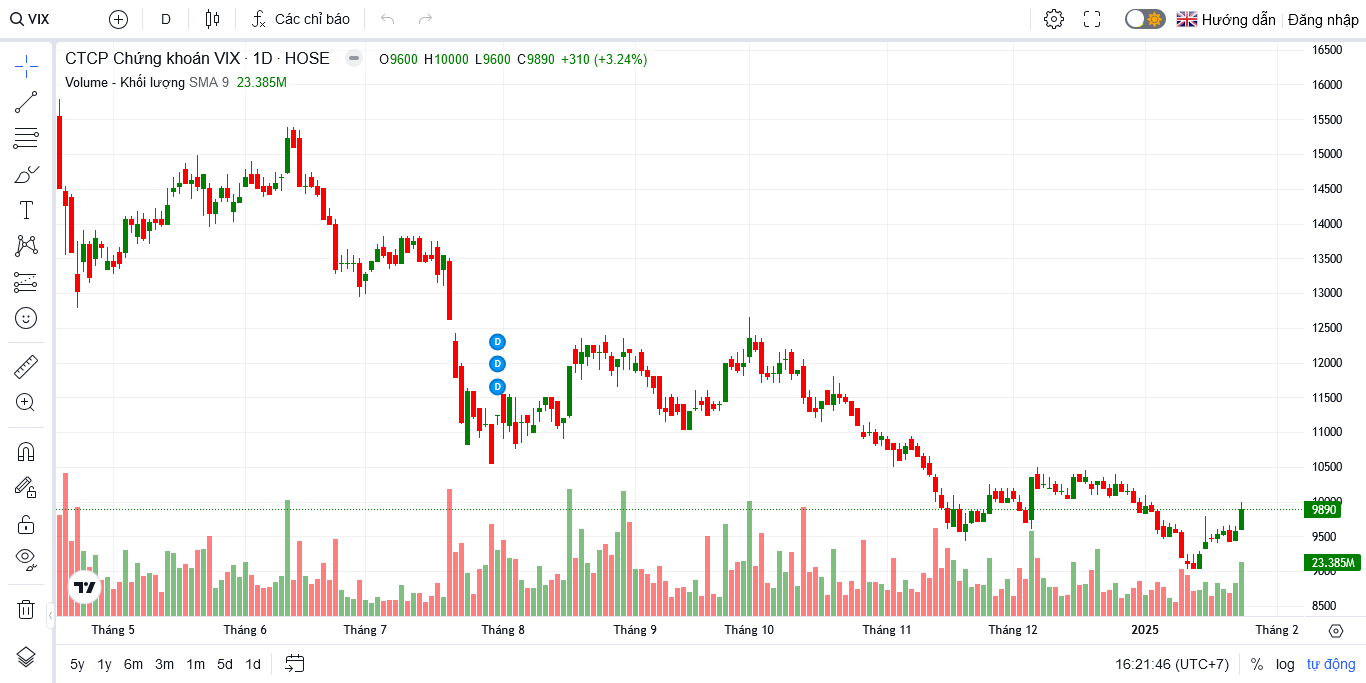 VIX D Các chỉ báo Hướng dẫn Đăng nhập
CTCP Chứng khoán VIX · 1D · HOSE O9600 H10000 L9600 C9890 +310 (+3.24%)
Volume - Khối lượng SMA 9 23.385M
16500
16000
15500
15000
14500
14000
13500
13000
12500
12000
11500
11000
10500
10000
9890
9500
23.385M
9000
8500
D
D
D
Tháng 5 Tháng 6 Tháng 7 Tháng 8 Tháng 9 Tháng 10 Tháng 11 Tháng 12 2025 Tháng 2
5y 1y 6m 3m 1m 5d 1d 16:21:46 (UTC+7) % log tự động